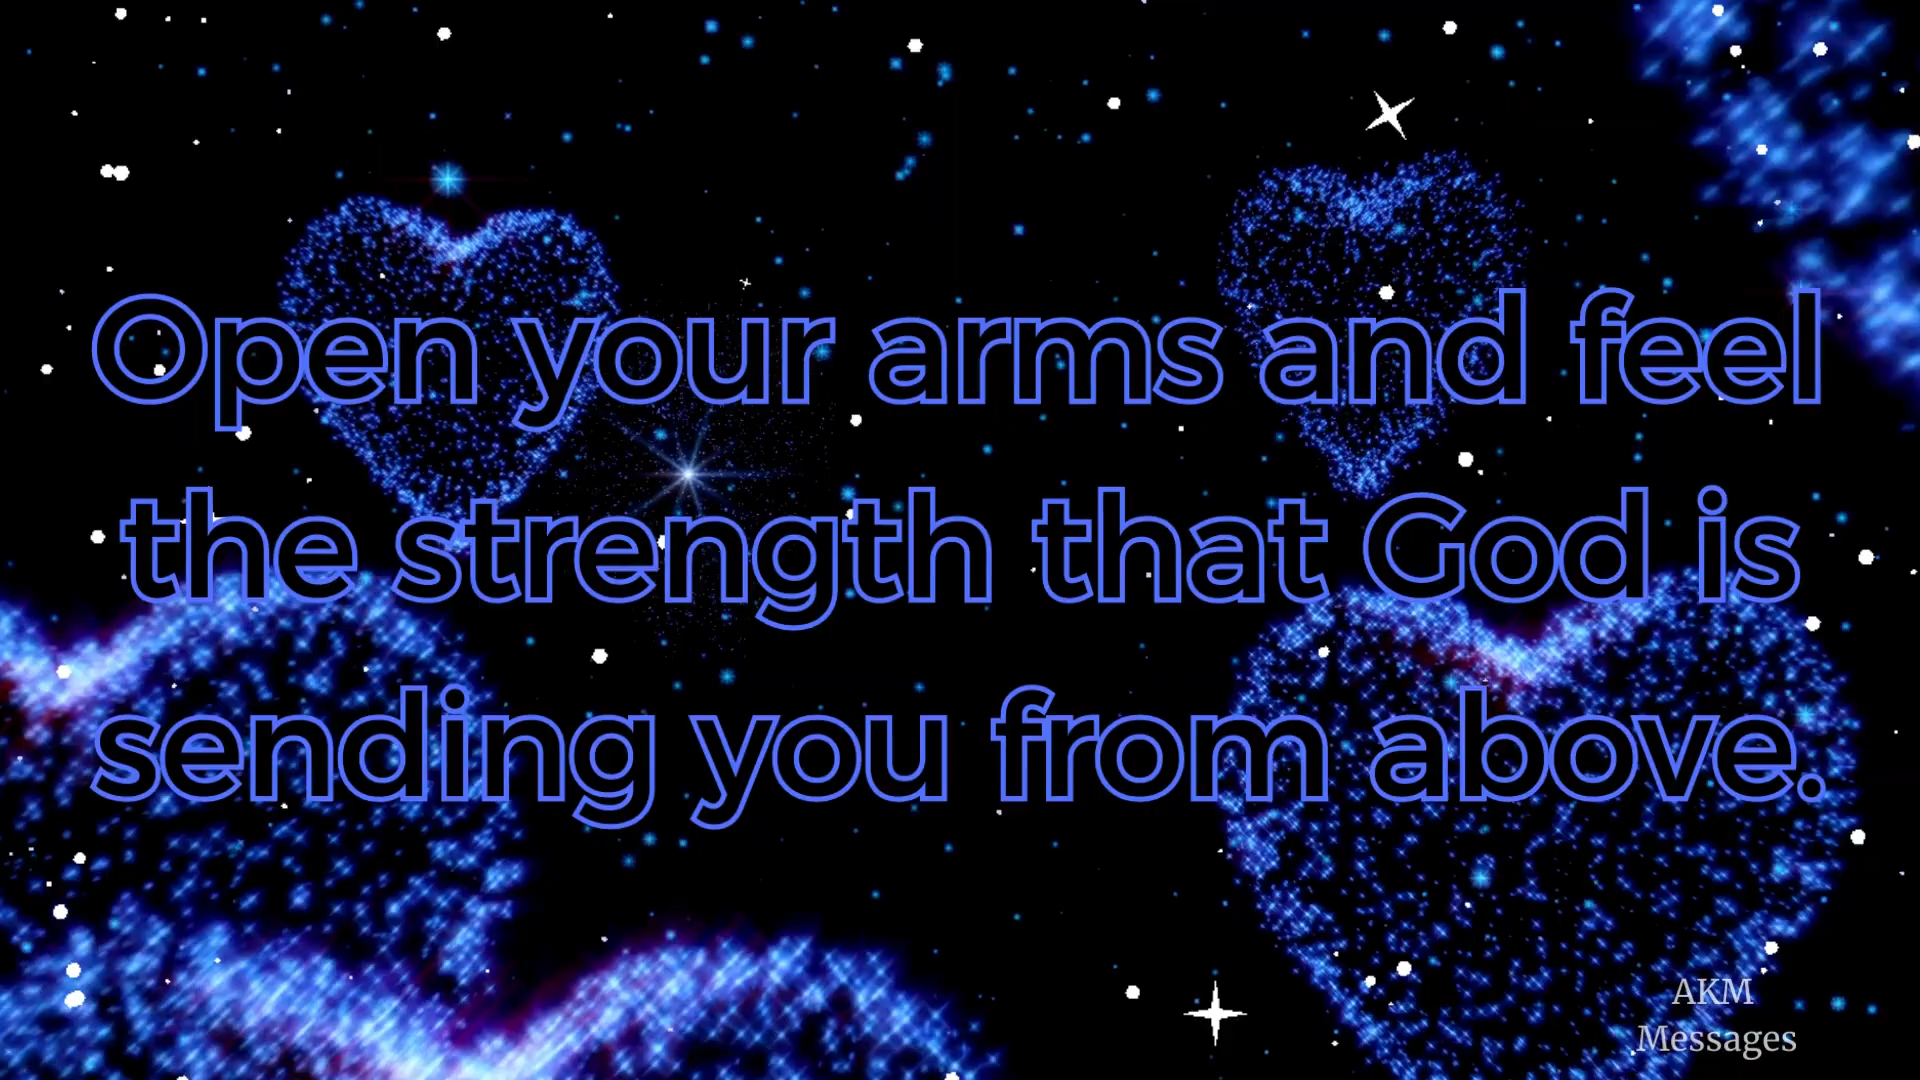 Open your arms and feel
the strength that God is
sending you from above.
AKM
Messages